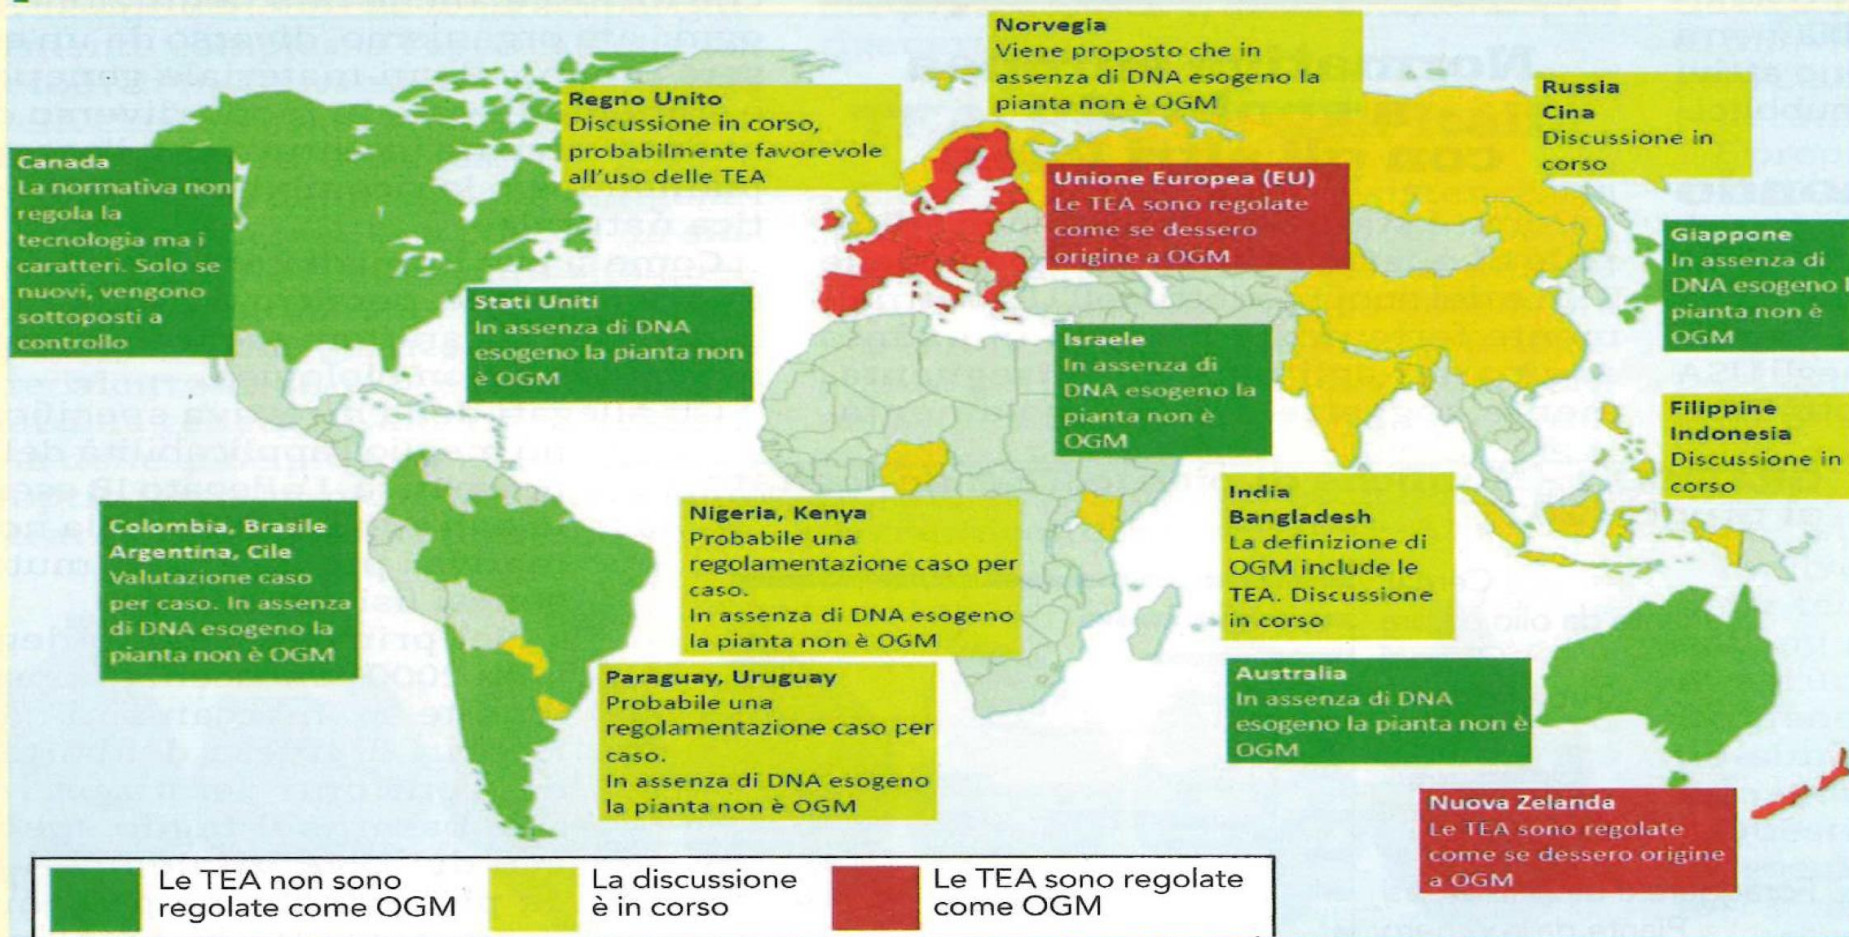 Norvegia
Viene proposto che in
assenza di DNA esogeno la
pianta non è OGM
Regno Unito
Discussione in corso,
probabilmente favorevole
all'uso delle TEA
Russia
Cina
Discussione in
corso
Canada
La normativa non
regola la
tecnologia ma i
caratteri. Solo se
nuovi, vengono
sottoposti a
controllo
Unione Europea (EU)
Le TEA sono regolate
come se dessero
origine a OGM
Giappone
In assenza di
DNA esogeno l
pianta non è
OGM
Stati Uniti
In assenza di DNA
esogeno la pianta non
è OGM
Israele
In assenza di
DNA esogeno la
pianta non è
OGM
Filippine
Indonesia
Discussione in
corso
Colombia, Brasile
Argentina, Cile
Valutazione caso
per caso. In assenza
di DNA esogeno la
pianta non è OGM
Nigeria, Kenya
Probabile una
regolamentazione caso per
caso.
In assenza di DNA esogeno
la pianta non è OGM
India
Bangladesh
La definizione di
OGM include le
TEA. Discussione
in corso
Paraguay, Uruguay
Probabile una
regolamentazione caso per
caso.
In assenza di DNA esogeno
la pianta non è OGM
Australia
In assenza di DNA
esogeno la pianta non è
OGM
Nuova Zelanda
Le TEA sono regolate
come se dessero origine
a OGM
Le TEA non sono
regolate come OGM
La discussione
è in corso
Le TEA sono regolate
come OGM